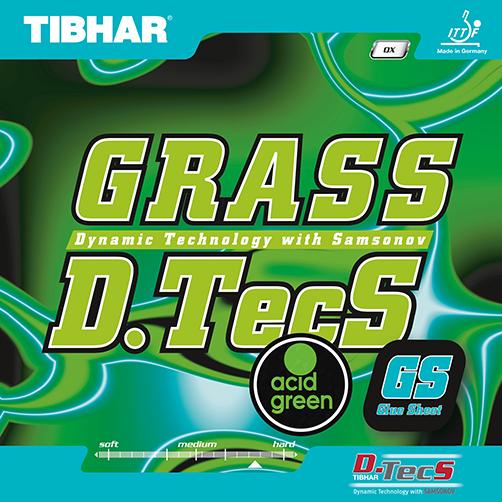 TIBHAR®
ITTF
Made in Germany
OX
GRASS
Dynamic Technology with Samsonov
D.TecS
acid
green
GS
Glue Sheet
soft medium hard
D.TecS
TIBHAR
Dynamic Technology with SAMSONOV